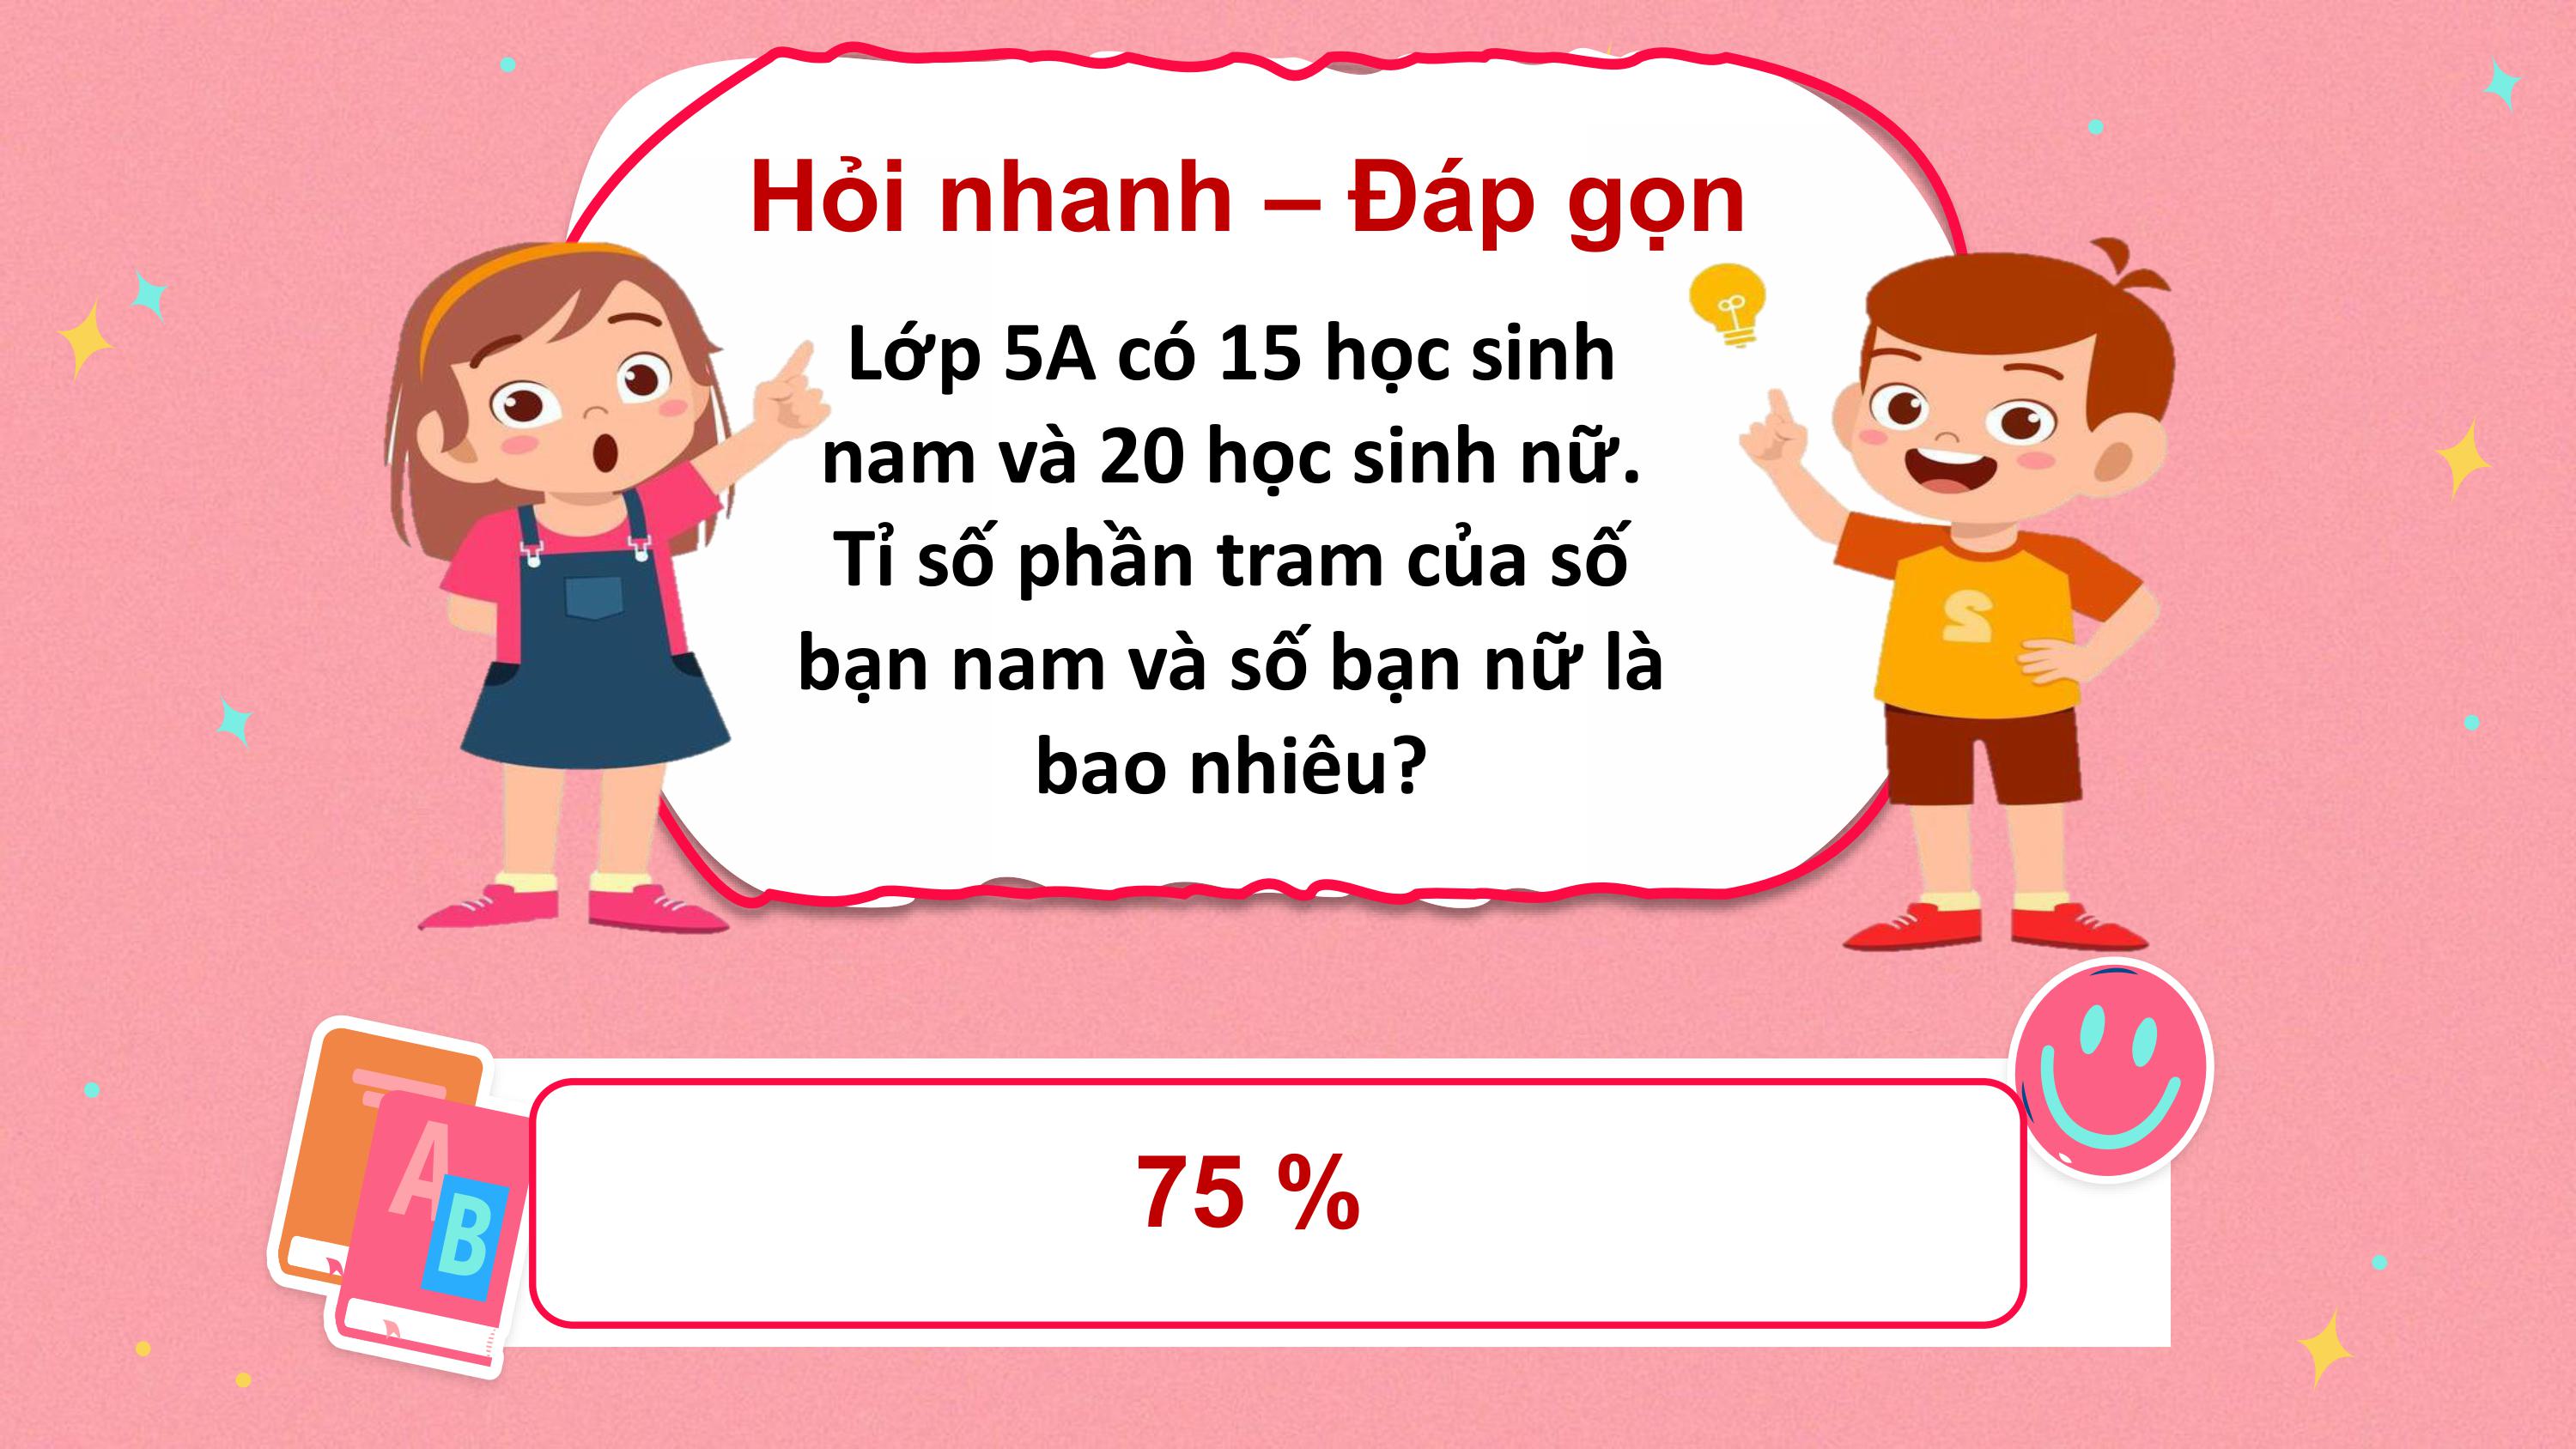 Hỏi nhanh – Đáp gọn
Lớp 5A có 15 học sinh
nam và 20 học sinh nữ.
Tỉ số phần tram của số
bạn nam và số bạn nữ là
bao nhiêu?
S
A
B
75 %